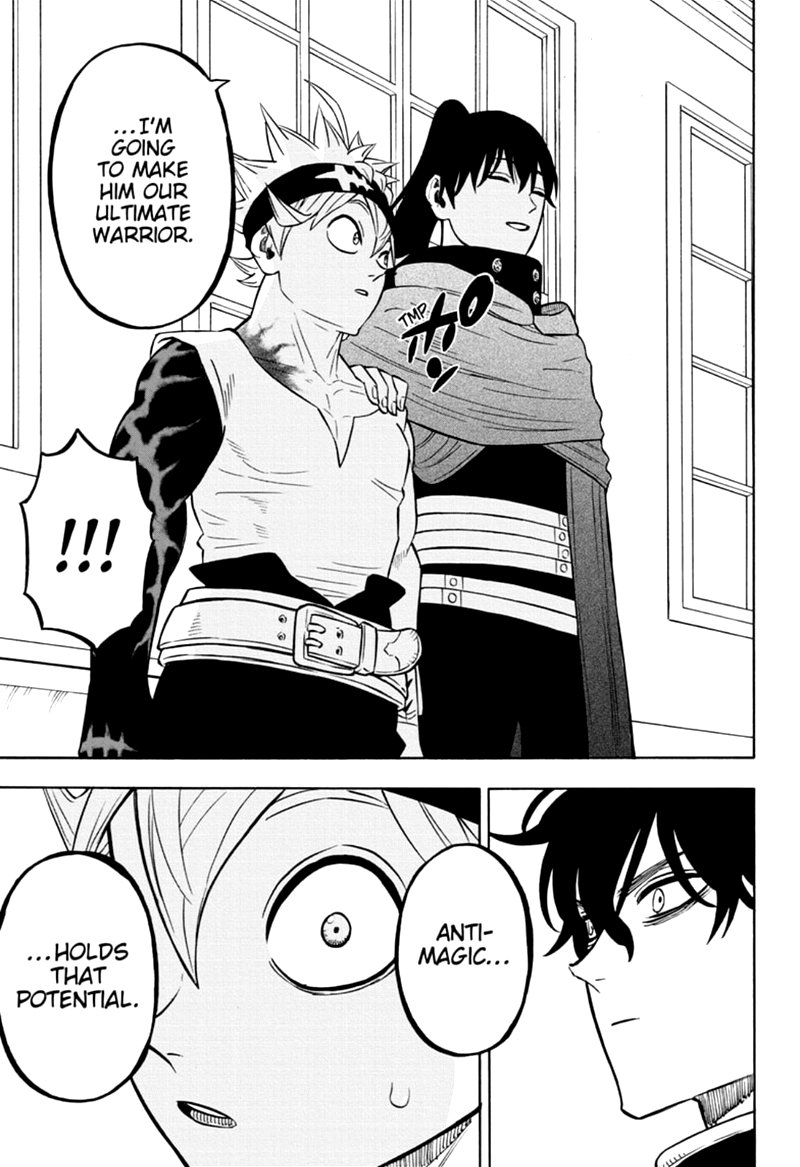 ...I'M
GOING
TO MAKE
HIM OUR
ULTIMATE
WARRIOR.
TMP
!!!
ANTI-
MAGIC...
...HOLDS
THAT
POTENTIAL.